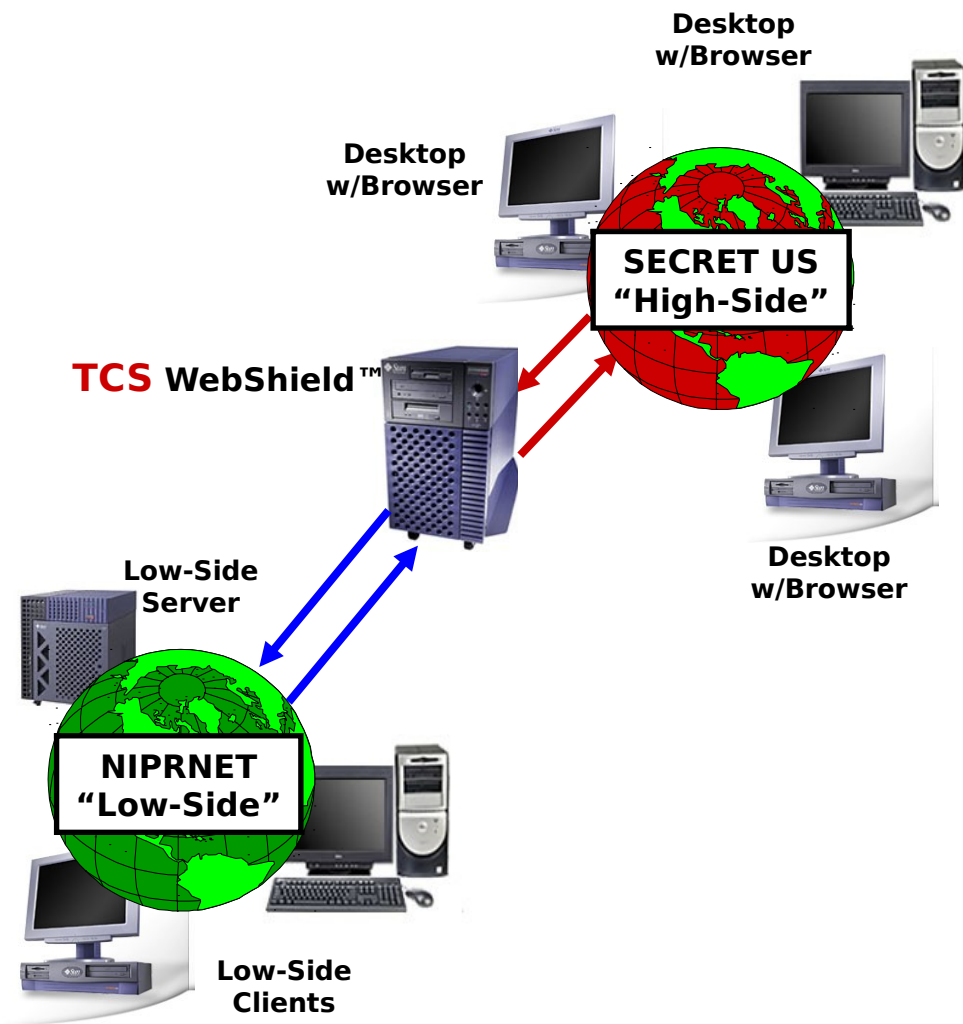 Desktop
w/Browser
Desktop
w/Browser
SECRET US
“High-Side”
TCS WebShield™
Desktop
w/Browser
Low-Side
Server
NIPRNET
“Low-Side”
Low-Side
Clients